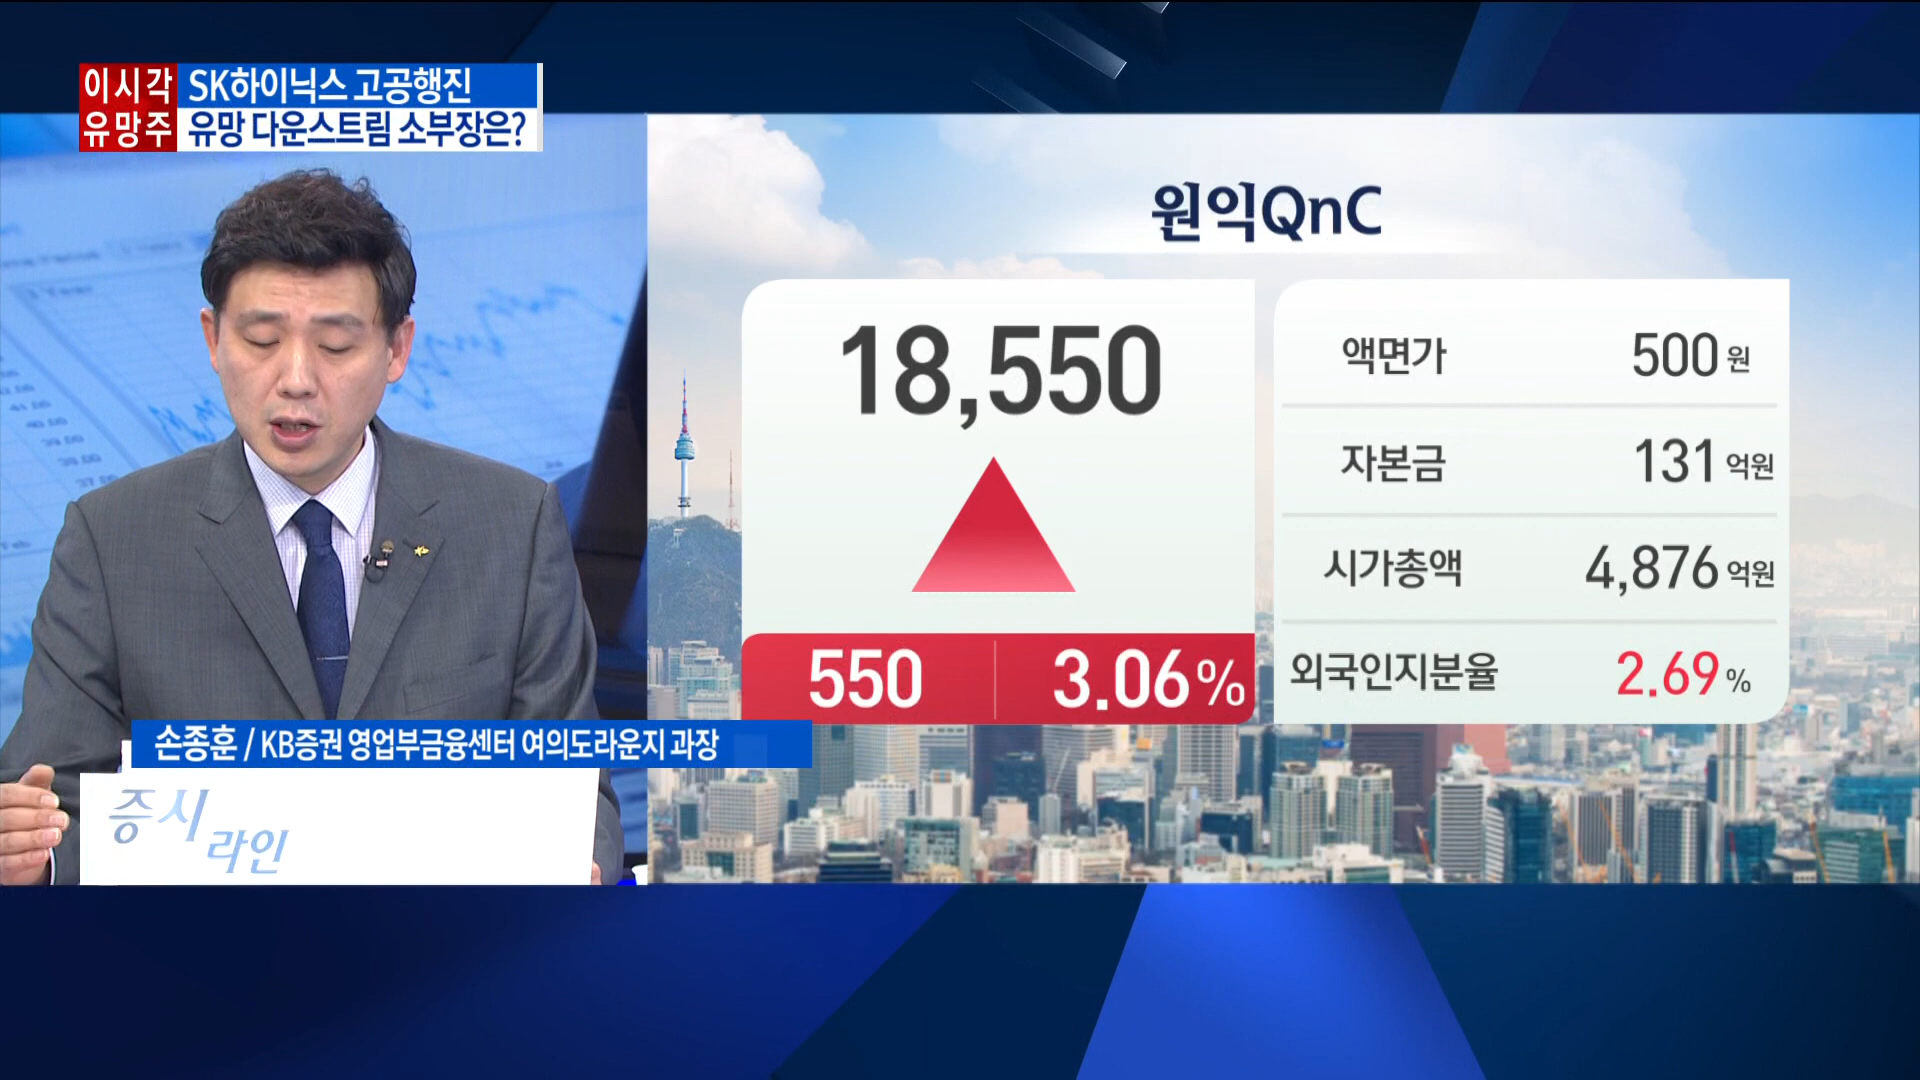 이시각
유망주
SK하이닉스 고공행진
유망 다운스트림 소부장은?
원익QnC
18,550
550 3.06%
액면가 500 원
자본금 131 억원
시가총액 4,876 억원
외국인지분율 2.69 %
손종훈 / KB증권 영업부금융센터 여의도라운지 과장
증시
라인